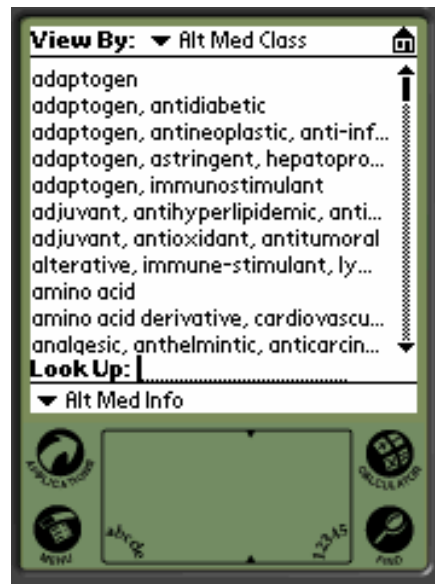 View By: Alt Med Class
adaptogen
adaptogen, antidiabetic
adaptogen, antineoplastic, anti-inf...
adaptogen, astringent, hepatopro...
adaptogen, immunostimulant
adjuvant, antihyperlipidemic, anti...
adjuvant, antioxidant, antitumoral
alterative, immune-stimulant, ly...
amino acid
amino acid derivative, cardiovascu...
analgesic, anthelmintic, anticarcin...
Look Up:
Alt Med Info
APPLICATIONS
CALCULATOR
abcde
12345
MENU
FIND